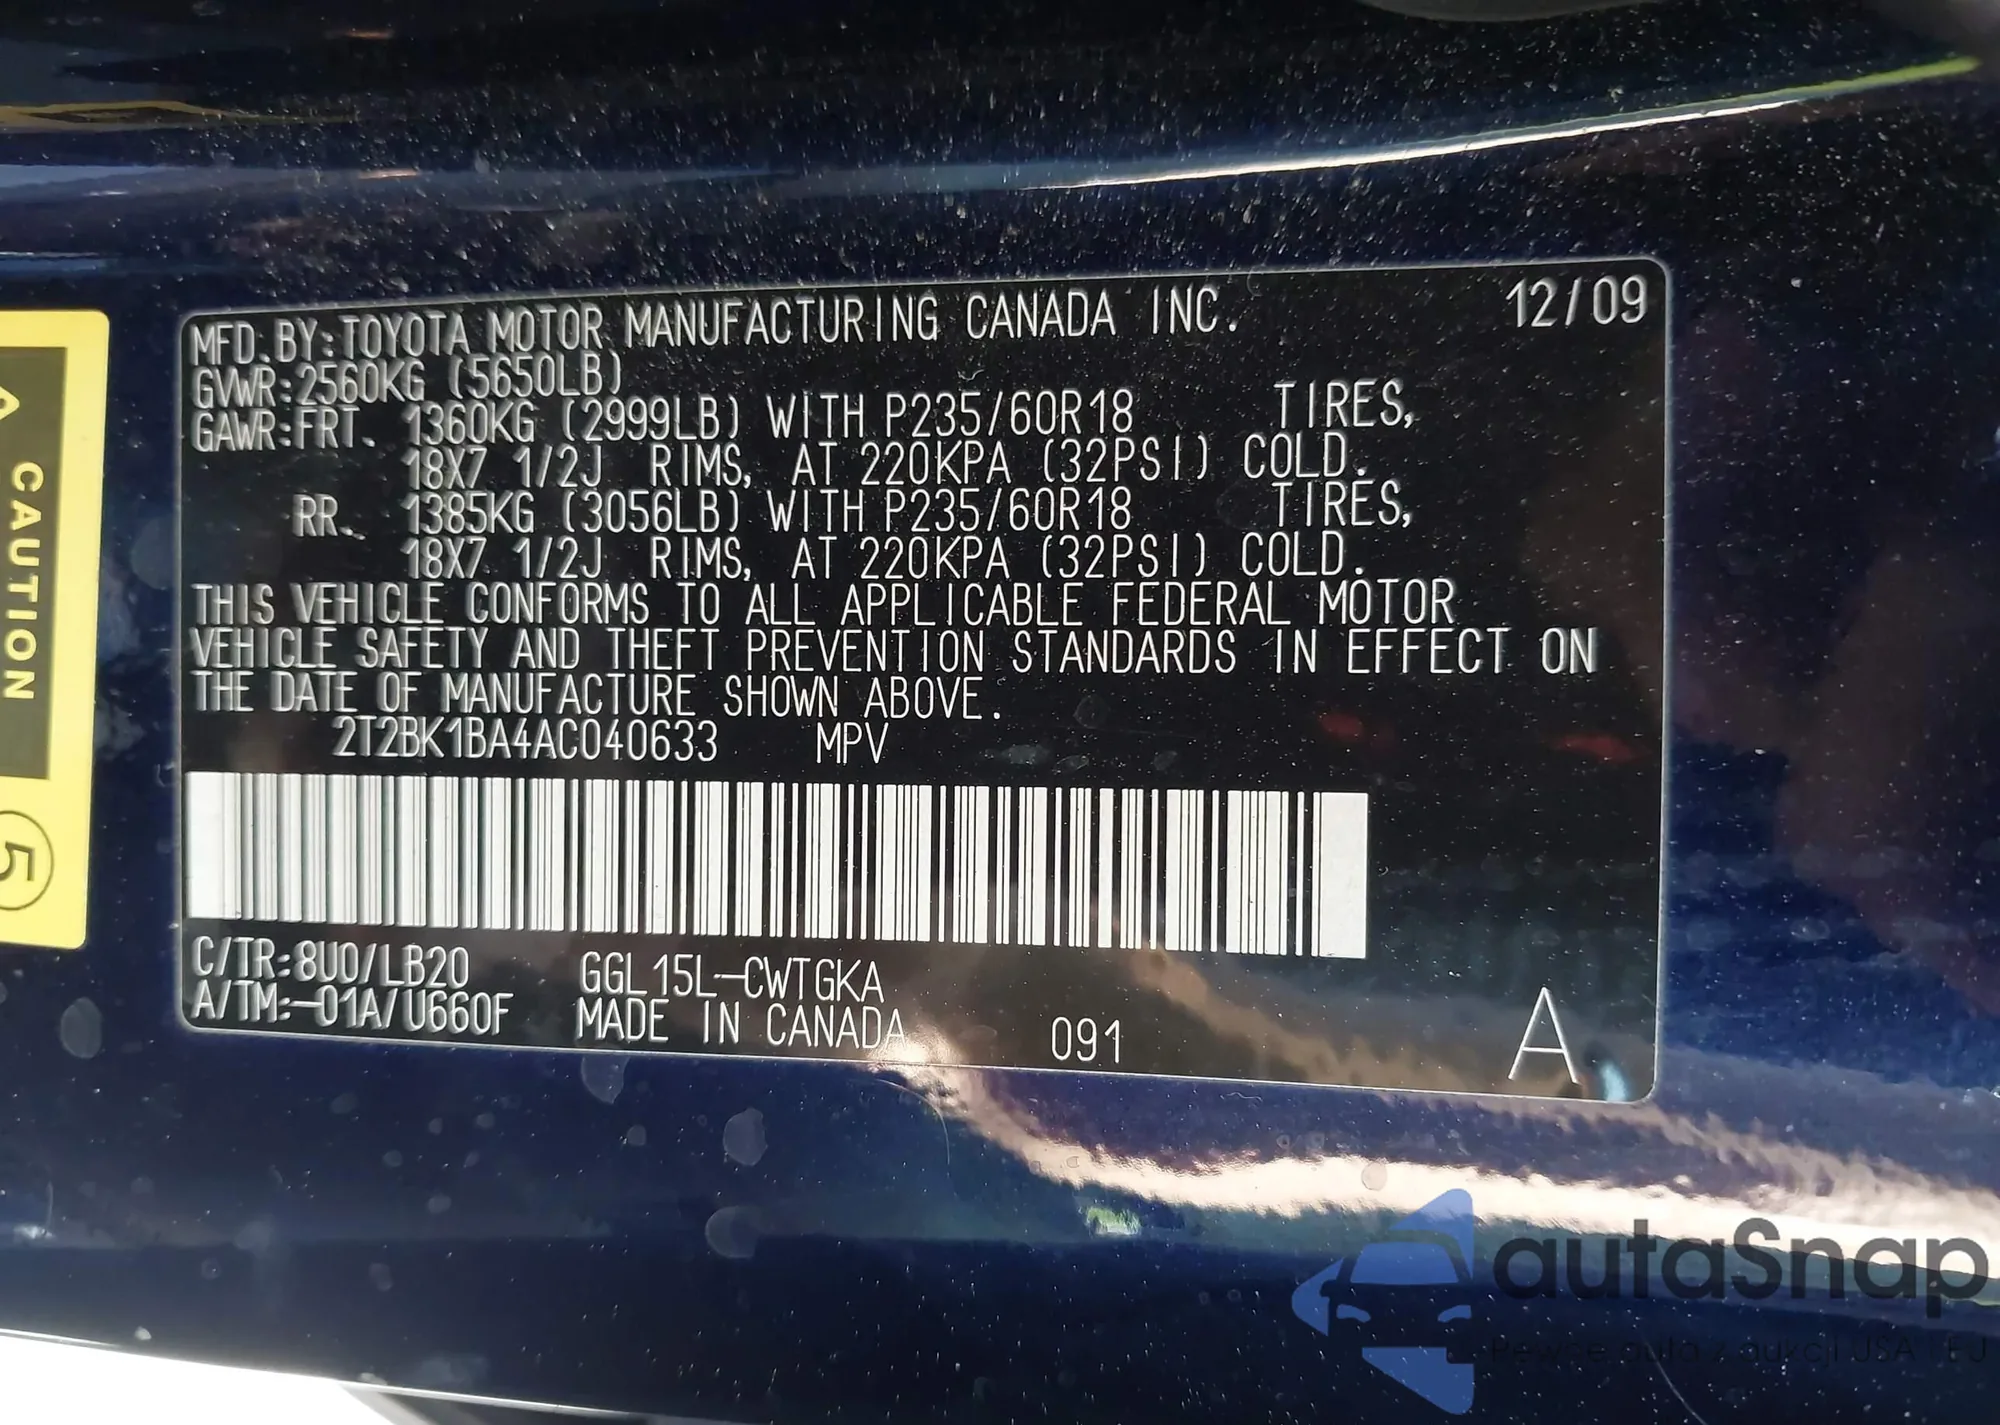 MFD. BY: TOYOTA MOTOR MANUFACTURING CANADA INC. 12/09
GVWR: 2560KG (5650LB)
GAWR: FRT. 1360KG (2999LB) WITH P235/60R18 TIRES,
18X7 1/2J RIMS, AT 220KPA (32PSI) COLD.
RR. 1385KG (3056LB) WITH P235/60R18 TIRES,
18X7 1/2J RIMS, AT 220KPA (32PSI) COLD.
THIS VEHICLE CONFORMS TO ALL APPLICABLE FEDERAL MOTOR
VEHICLE SAFETY AND THEFT PREVENTION STANDARDS IN EFFECT ON
THE DATE OF MANUFACTURE SHOWN ABOVE.
2T2BK1BA4AC040633 MPV
C/TR: 8U0/LB20 GGL15L-CWTGKA
A/TM: -01A/U660F MADE IN CANADA 091 A
CAUTION
5
autaSnap
auta z aukcji